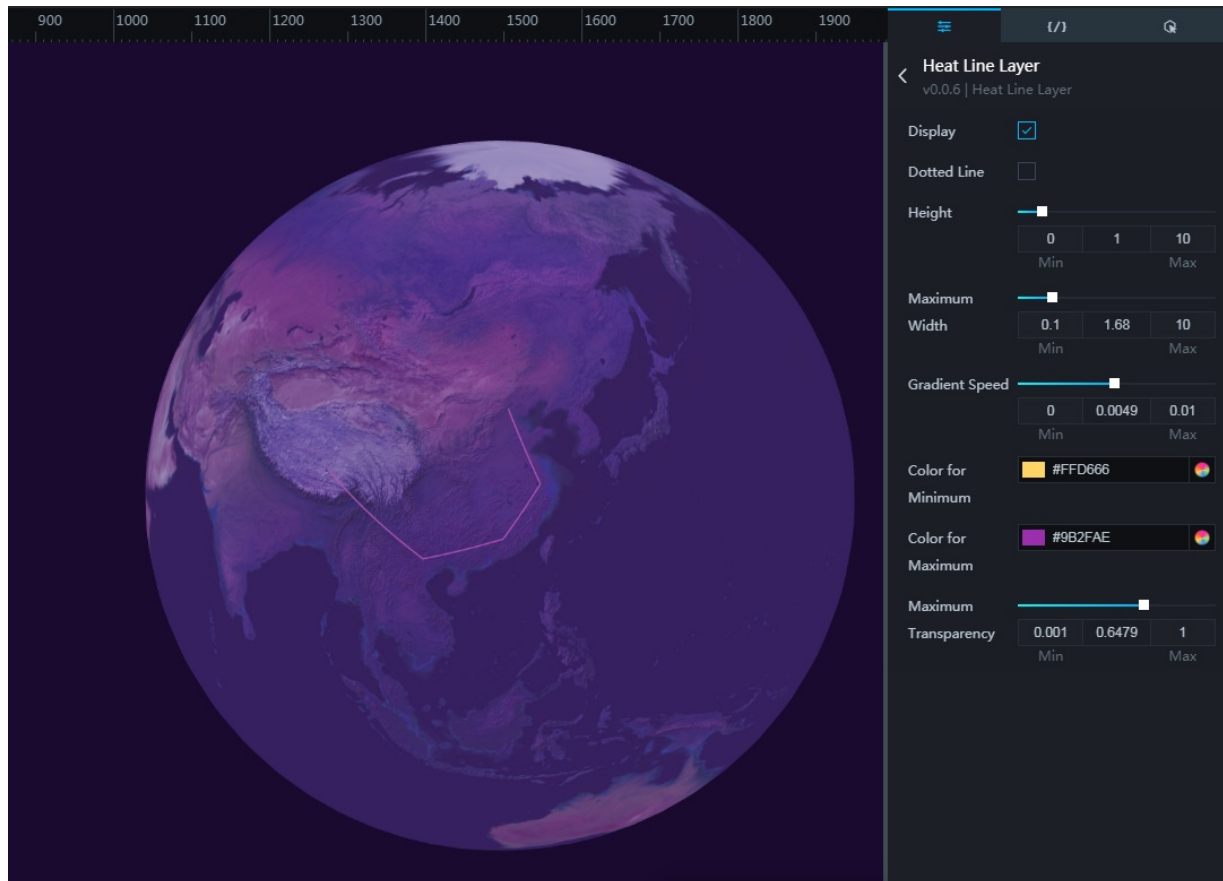 900 1000 1100 1200 1300 1400 1500 1600 1700 1800 1900
{/}
Heat Line Layer
v0.0.6 | Heat Line Layer
Display
Dotted Line
Height
0 1 10
Min Max
Maximum
Width 0.1 1.68 10
Min Max
Gradient Speed
0 0.0049 0.01
Min Max
Color for #FFD666
Minimum
Color for #9B2FAE
Maximum
Maximum
Transparency 0.001 0.6479 1
Min Max